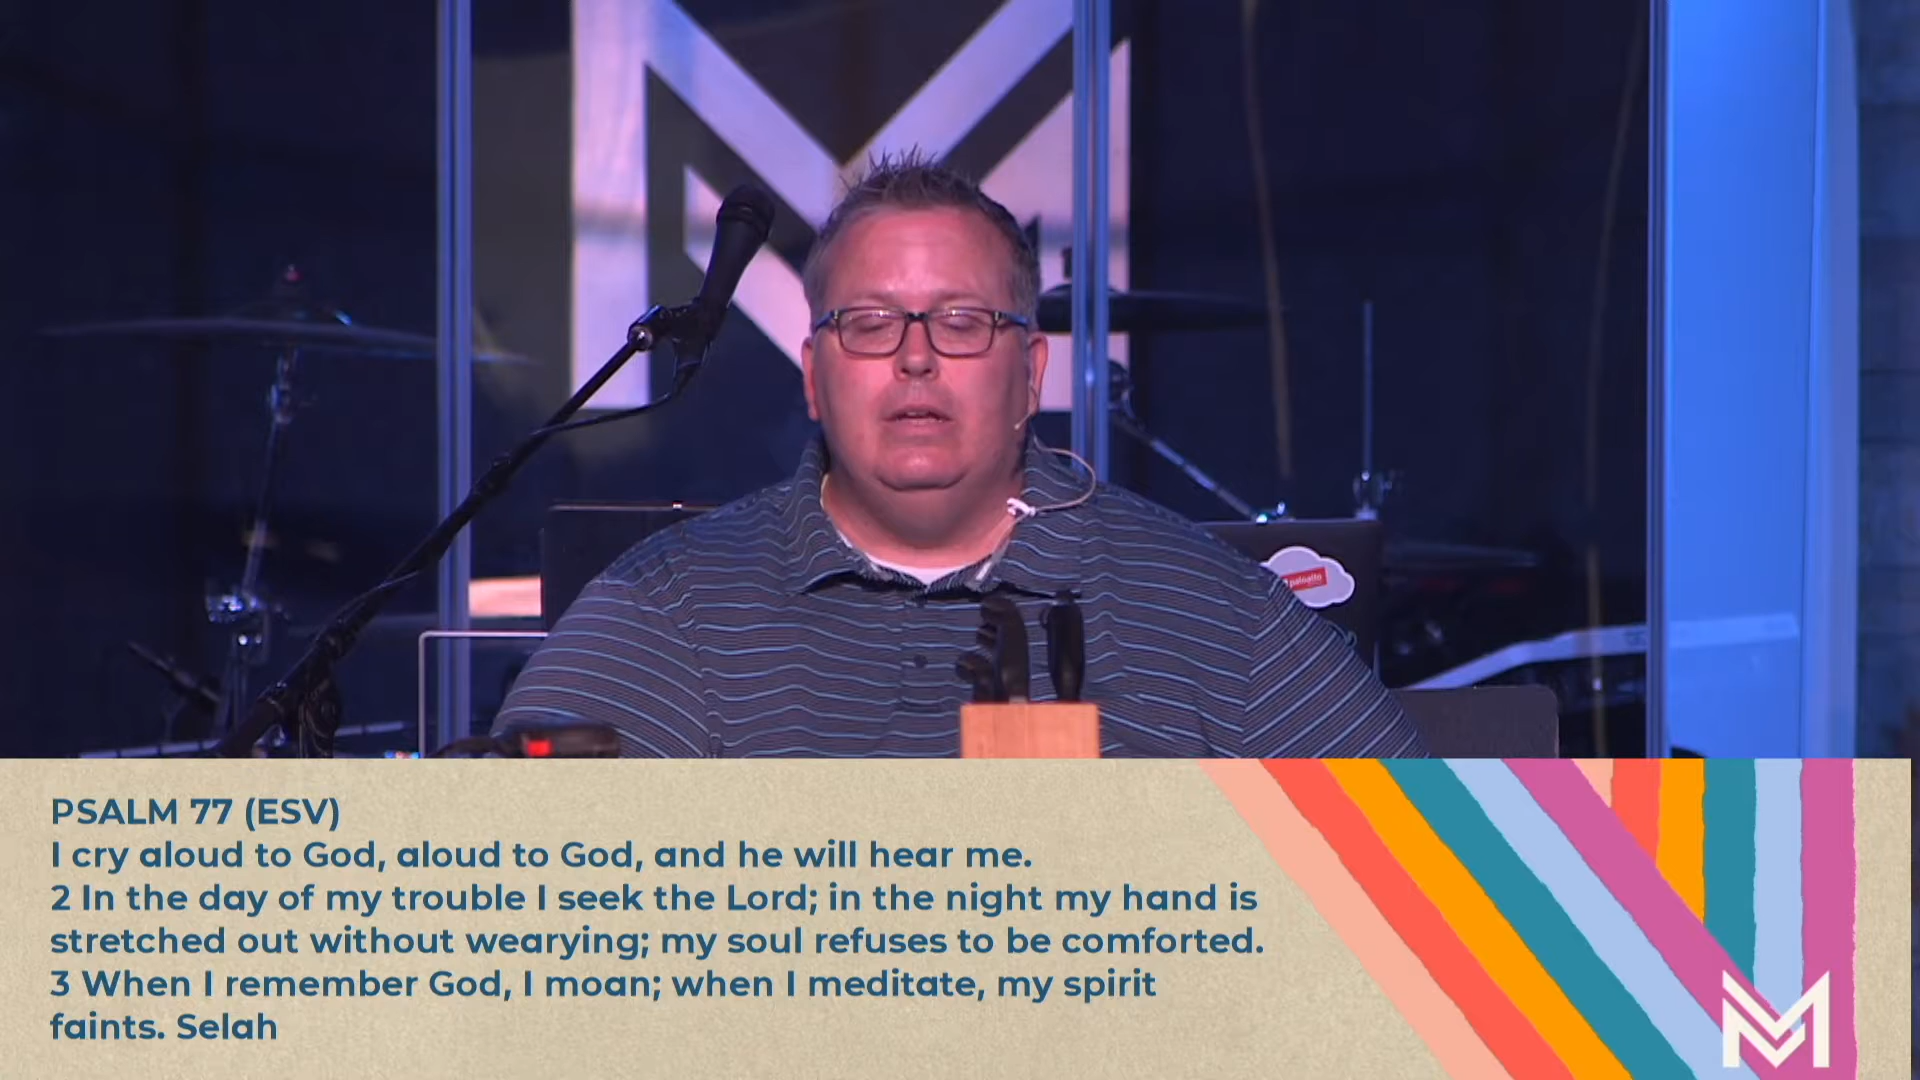 paloalto
PSALM 77 (ESV)
I cry aloud to God, aloud to God, and he will hear me.
2 In the day of my trouble I seek the Lord; in the night my hand is
stretched out without wearying; my soul refuses to be comforted.
3 When I remember God, I moan; when I meditate, my spirit
faints. Selah